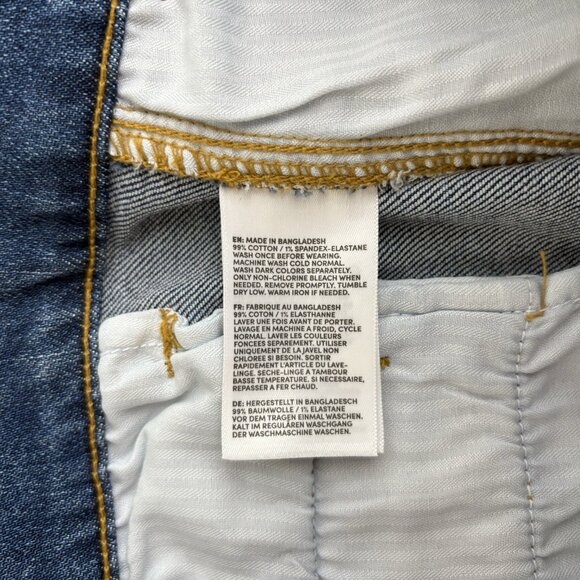 EN: MADE IN BANGLADESH
99% COTTON / 1% SPANDEX-ELASTANE
WASH ONCE BEFORE WEARING.
MACHINE WASH COLD NORMAL.
WASH DARK COLORS SEPARATELY.
ONLY NON-CHLORINE BLEACH WHEN
NEEDED. REMOVE PROMPTLY. TUMBLE
DRY LOW. WARM IRON IF NEEDED.
FR: FABRIQUE AU BANGLADESH
99% COTON / 1% ELASTHANNE
LAVER UNE FOIS AVANT DE PORTER.
LAVAGE EN MACHINE A FROID, CYCLE
NORMAL. LAVER LES COULEURS
FONCEES SEPAREMENT. UTILISER
UNIQUEMENT DE LA JAVEL NON
CHLOREE SI BESOIN. SORTIR
RAPIDEMENT L'ARTICLE DU LAVE-
LINGE. SECHE-LINGE A TAMBOUR
BASSE TEMPERATURE. SI NECESSAIRE,
REPASSER A FER CHAUD.
DE: HERGESTELLT IN BANGLADESCH
99% BAUMWOLLE / 1% ELASTANE
VOR DEM TRAGEN EINMAL WASCHEN.
KALT IM REGULÄREN WASCHGANG
DER WASCHMASCHINE WASCHEN.